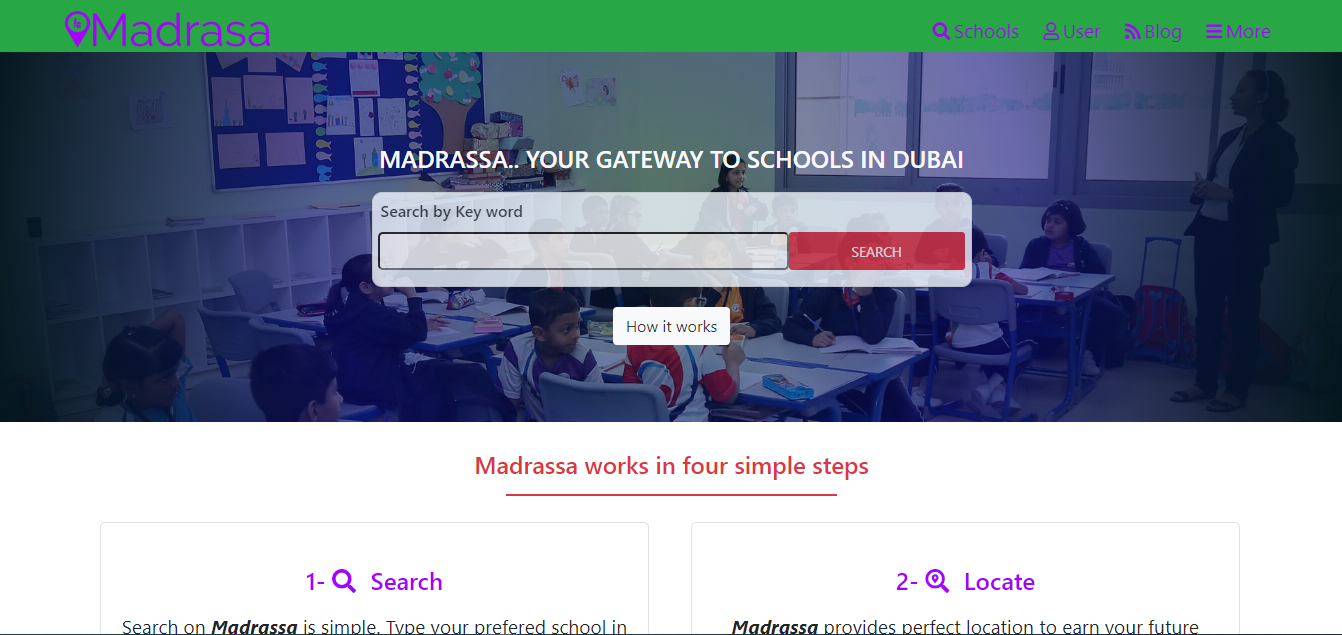 Madrasa
Schools User Blog More
MADRASSA.. YOUR GATEWAY TO SCHOOLS IN DUBAI
Search by Key word
SEARCH
How it works
Madrassa works in four simple steps
1- Search
2- Locate
Search on Madrassa is simple. Type your prefered school in
Madrassa provides perfect location to earn your future